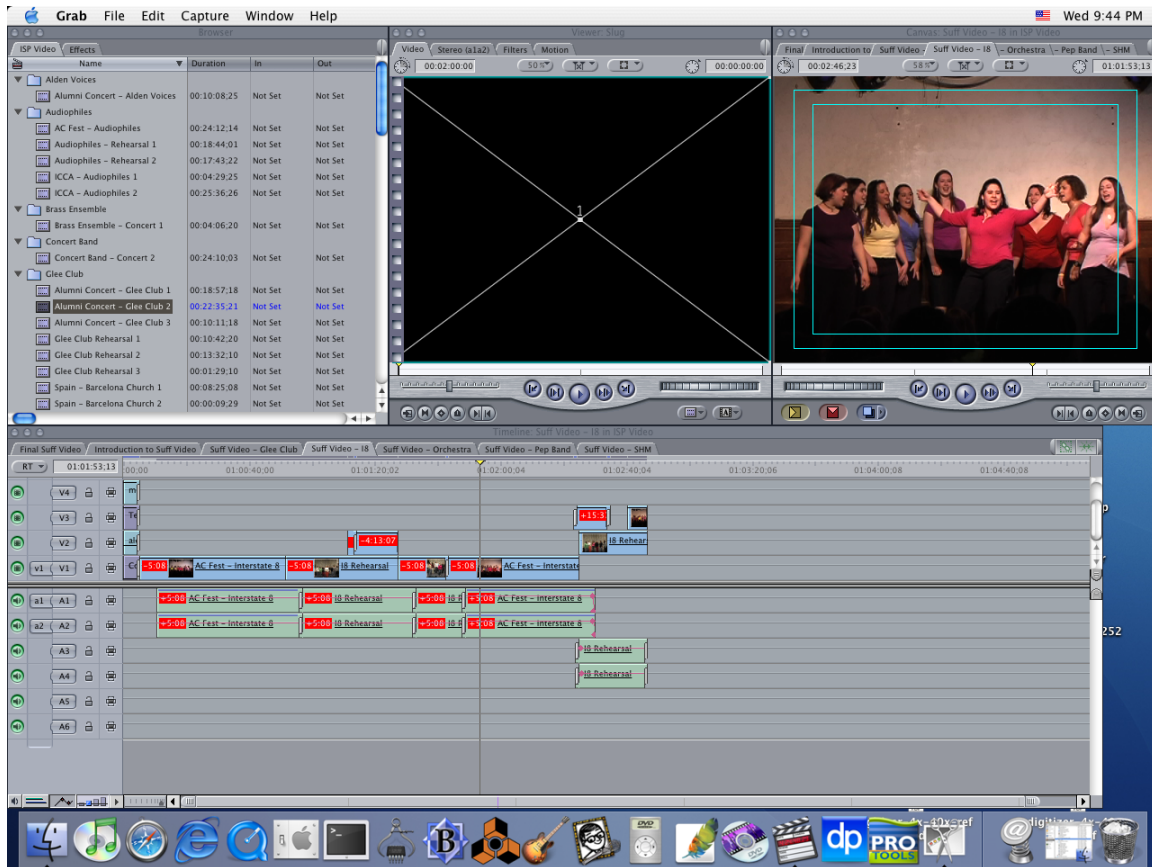 Grab File Edit Capture Window Help Wed 9:44 PM
Browser
ISP Video Effects
Name Duration In Out
Alden Voices
Alumni Concert – Alden Voices 00:10:08;25 Not Set Not Set
Audiophiles
AC Fest – Audiophiles 00:24:12;14 Not Set Not Set
Audiophiles – Rehearsal 1 00:18:44;01 Not Set Not Set
Audiophiles – Rehearsal 2 00:17:43;22 Not Set Not Set
ICCA – Audiophiles 1 00:04:29;25 Not Set Not Set
ICCA – Audiophiles 2 00:25:36;26 Not Set Not Set
Brass Ensemble
Brass Ensemble – Concert 1 00:04:06;20 Not Set Not Set
Concert Band
Concert Band – Concert 2 00:24:10;03 Not Set Not Set
Glee Club
Alumni Concert – Glee Club 1 00:18:57;18 Not Set Not Set
Alumni Concert – Glee Club 2 00:22:35;21 Not Set Not Set
Alumni Concert – Glee Club 3 00:10:11;18 Not Set Not Set
Glee Club Rehearsal 1 00:10:42;20 Not Set Not Set
Glee Club Rehearsal 2 00:13:32;10 Not Set Not Set
Glee Club Rehearsal 3 00:01:29;10 Not Set Not Set
Spain – Barcelona Church 1 00:08:25;08 Not Set Not Set
Spain – Barcelona Church 2 00:00:09;29 Not Set Not Set
Viewer: Slug
Video Stereo (a1a2) Filters Motion
00:02:00:00 50% 00:00:00:00
1
Canvas: Suff Video – I8 in ISP Video
Final Introduction to Suff Video – Suff Video – I8 – Orchestra – Pep Band – SHM
00:02:46;23 58% 01:01:53;13
Timeline: Suff Video – I8 in ISP Video
Final Suff Video Introduction to Suff Video Suff Video – Glee Club Suff Video – I8 Suff Video – Orchestra Suff Video – Pep Band Suff Video – SHM
RT 01:01:53;13 00:00 01:00:40;00 01:01:20;02 01:02:00;04 01:02:40;04 01:03:20;06 01:04:00;08 01:04:40;08
V4 m
V3 Te +15:3
V2 -4:13:07 I8 Rehear
v1 V1 -5:08 AC Fest – Interstate 8 -5:08 I8 Rehearsal -5:08 -5:08 AC Fest – Interstate
a1 A1 +5:08 AC Fest – Interstate 8 +5:08 I8 Rehearsal +5:08 I8 R +5:08 AC Fest – Interstate 8
a2 A2 +5:08 AC Fest – Interstate 8 +5:08 I8 Rehearsal +5:08 I8 R +5:08 AC Fest – Interstate 8
252
A3 I8 Rehearsal
A4 I8 Rehearsal
A5
A6
dp PRO TOOLS